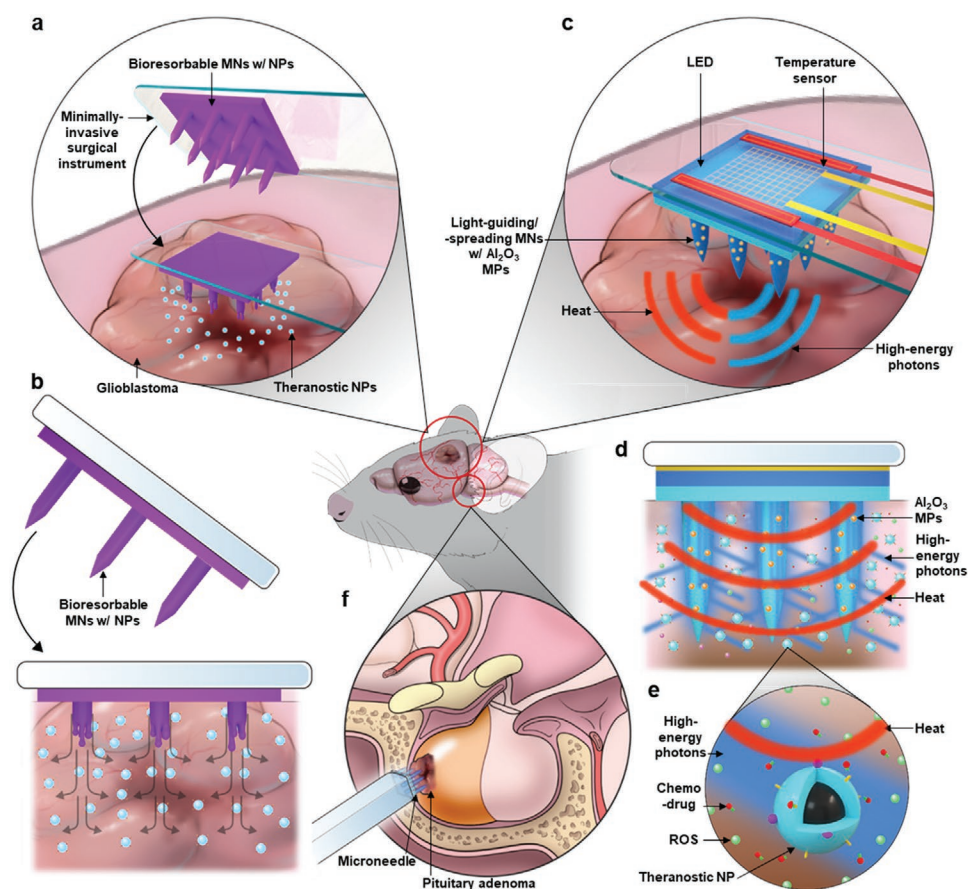 a
Bioresorbable MNs w/ NPs
Minimally-
invasive
surgical
instrument
Glioblastoma
Theranostic NPs
b
Bioresorbable
MNs w/ NPs
c
LED
Temperature
sensor
Light-guiding/
-spreading MNs
w/ Al₂O₃
MPs
Heat
High-energy
photons
d
Al₂O₃
MPs
High-
energy
photons
Heat
e
High-
energy
photons
Heat
Chemo
-drug
ROS
Theranostic NP
f
Microneedle
Pituitary adenoma